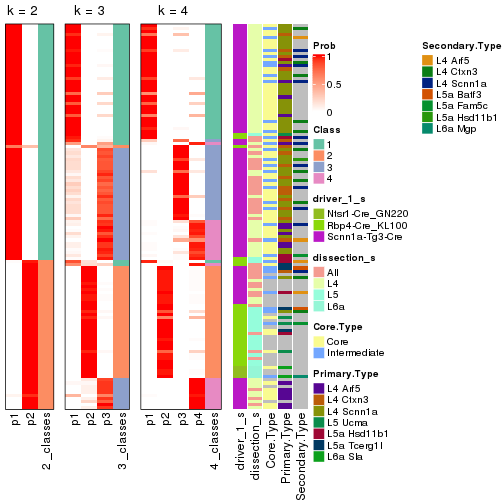 k = 2
k = 3
k = 4
p1
p2
2_classes
p1
p2
p3
3_classes
p1
p2
p3
p4
4_classes
driver_1_s
dissection_s
Core.Type
Primary.Type
Secondary.Type
Prob
1
0.5
0
Class
1
2
3
4
driver_1_s
Ntsr1-Cre_GN220
Rbp4-Cre_KL100
Scnn1a-Tg3-Cre
dissection_s
All
L4
L5
L6a
Core.Type
Core
Intermediate
Primary.Type
L4 Arf5
L4 Ctxn3
L4 Scnn1a
L5 Ucma
L5a Hsd11b1
L5a Tcerg1l
L6a Sla
Secondary.Type
L4 Arf5
L4 Ctxn3
L4 Scnn1a
L5a Batf3
L5a Fam5c
L5a Hsd11b1
L6a Mgp